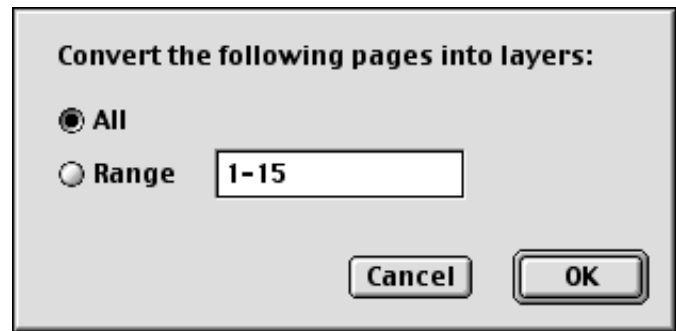 Convert the following pages into layers:
All
Range 1-15
Cancel OK